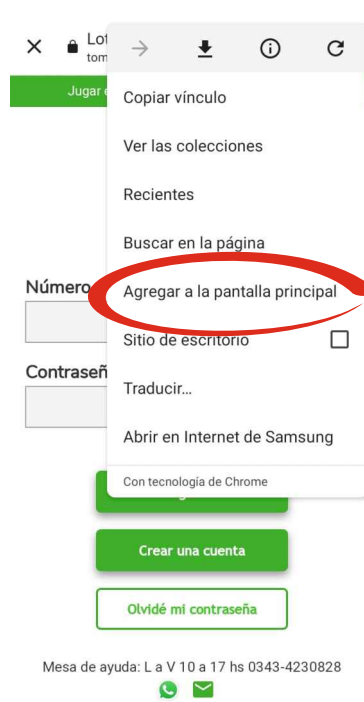 Lot
tom
Jugar
Copiar vínculo
Ver las colecciones
Recientes
Buscar en la página
Número
Agregar a la pantalla principal
Sitio de escritorio
Contraseñ
Traducir...
Abrir en Internet de Samsung
Con tecnología de Chrome
Crear una cuenta
Olvidé mi contraseña
Mesa de ayuda: L a V 10 a 17 hs 0343-4230828